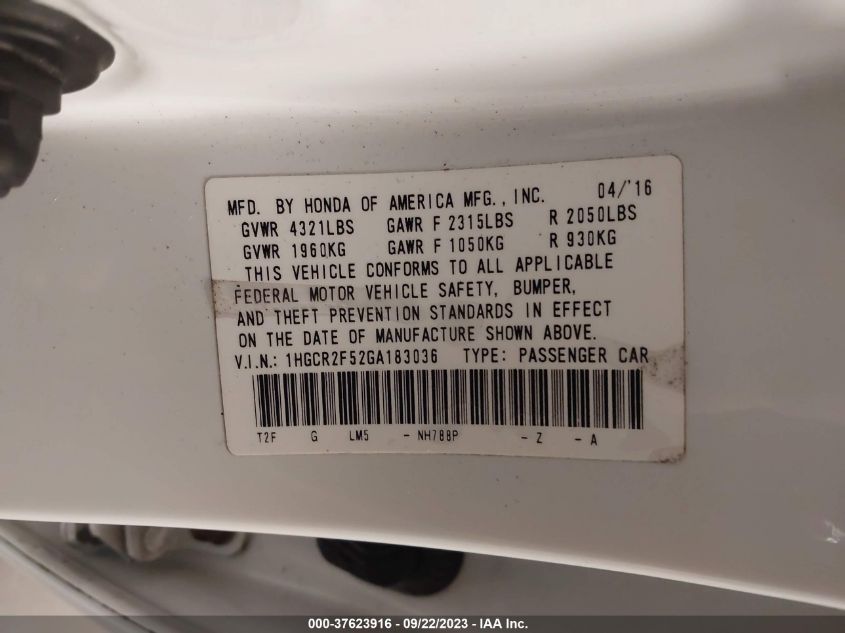 MFD. BY HONDA OF AMERICA MFG., INC. 04/'16
GVWR 4321LBS GAWR F 2315LBS R 2050LBS
GVWR 1960KG GAWR F 1050KG R 930KG
THIS VEHICLE CONFORMS TO ALL APPLICABLE
FEDERAL MOTOR VEHICLE SAFETY, BUMPER,
AND THEFT PREVENTION STANDARDS IN EFFECT
ON THE DATE OF MANUFACTURE SHOWN ABOVE.
V.I.N.: 1HGCR2F52GA183036 TYPE: PASSENGER CAR
T2F G LM5 - NH788P - Z - A
000-37623916 - 09/22/2023 - IAA Inc.